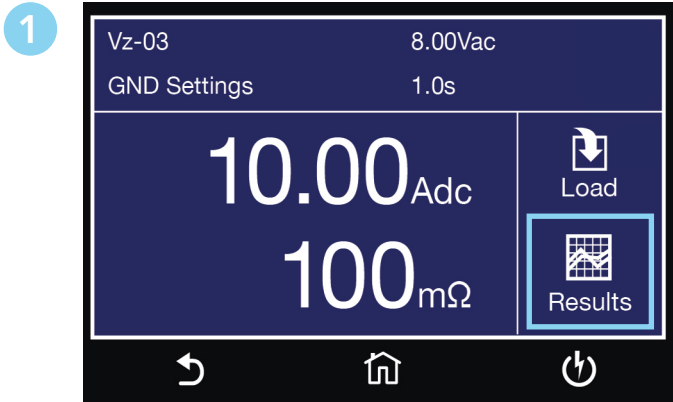 1
Vz-03 8.00Vac
GND Settings 1.0s
10.00Adc
Load
100mΩ
Results